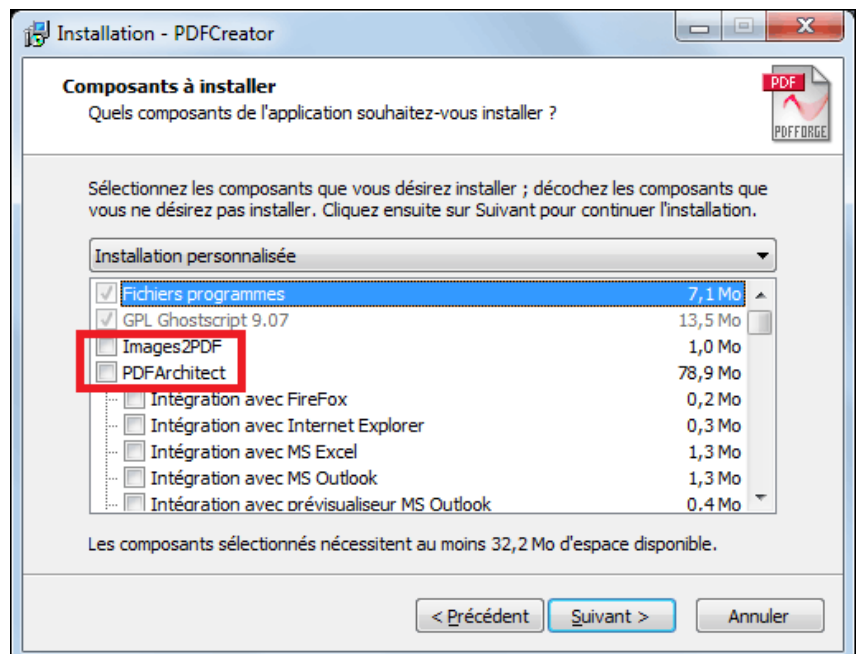 Installation - PDFCreator
Composants à installer
Quels composants de l'application souhaitez-vous installer ?
PDF
PDFFORGE
Sélectionnez les composants que vous désirez installer ; décochez les composants que
vous ne désirez pas installer. Cliquez ensuite sur Suivant pour continuer l'installation.
Installation personnalisée
Fichiers programmes 7,1 Mo
GPL Ghostscript 9.07 13,5 Mo
Images2PDF 1,0 Mo
PDFArchitect 78,9 Mo
Intégration avec FireFox 0,2 Mo
Intégration avec Internet Explorer 0,3 Mo
Intégration avec MS Excel 1,3 Mo
Intégration avec MS Outlook 1,3 Mo
Intégration avec prévisualiseur MS Outlook 0,4 Mo
Les composants sélectionnés nécessitent au moins 32,2 Mo d'espace disponible.
< Précédent Suivant > Annuler